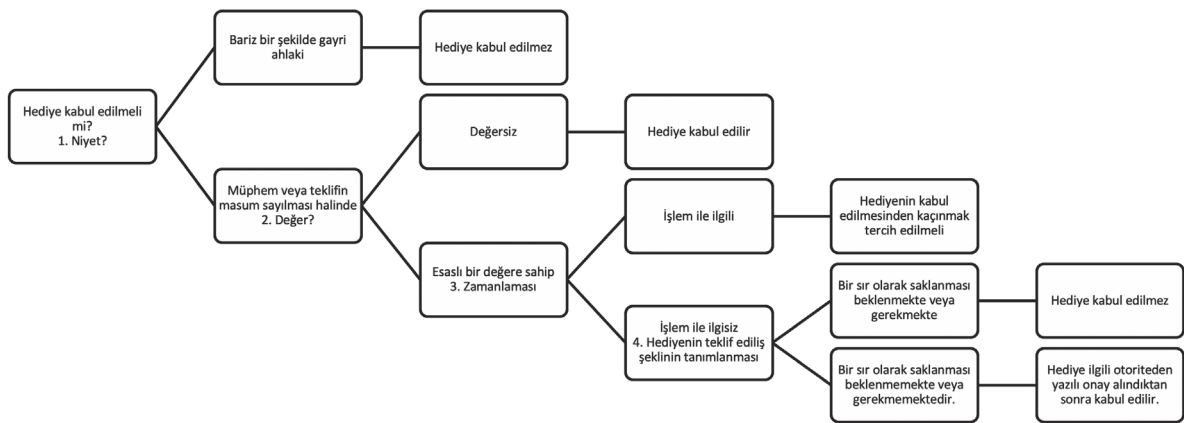 Hediye kabul edilmeli
mi?
1. Niyet?
Bariz bir şekilde gayri
ahlaki
Hediye kabul edilmez
Müphem veya teklifin
masum sayılması halinde
2. Değer?
Değersiz
Hediye kabul edilir
Esaslı bir değere sahip
3. Zamanlaması
İşlem ile ilgili
Hediyenin kabul
edilmesinden kaçınmak
tercih edilmeli
İşlem ile ilgisiz
4. Hediyenin teklif ediliş
şeklinin tanımlanması
Bir sır olarak saklanması
beklenmekte veya
gerekmekte
Hediye kabul edilmez
Bir sır olarak saklanması
beklenmemekte veya
gerekmemektedir.
Hediye ilgili otoriteden
yazılı onay alındıktan
sonra kabul edilir.